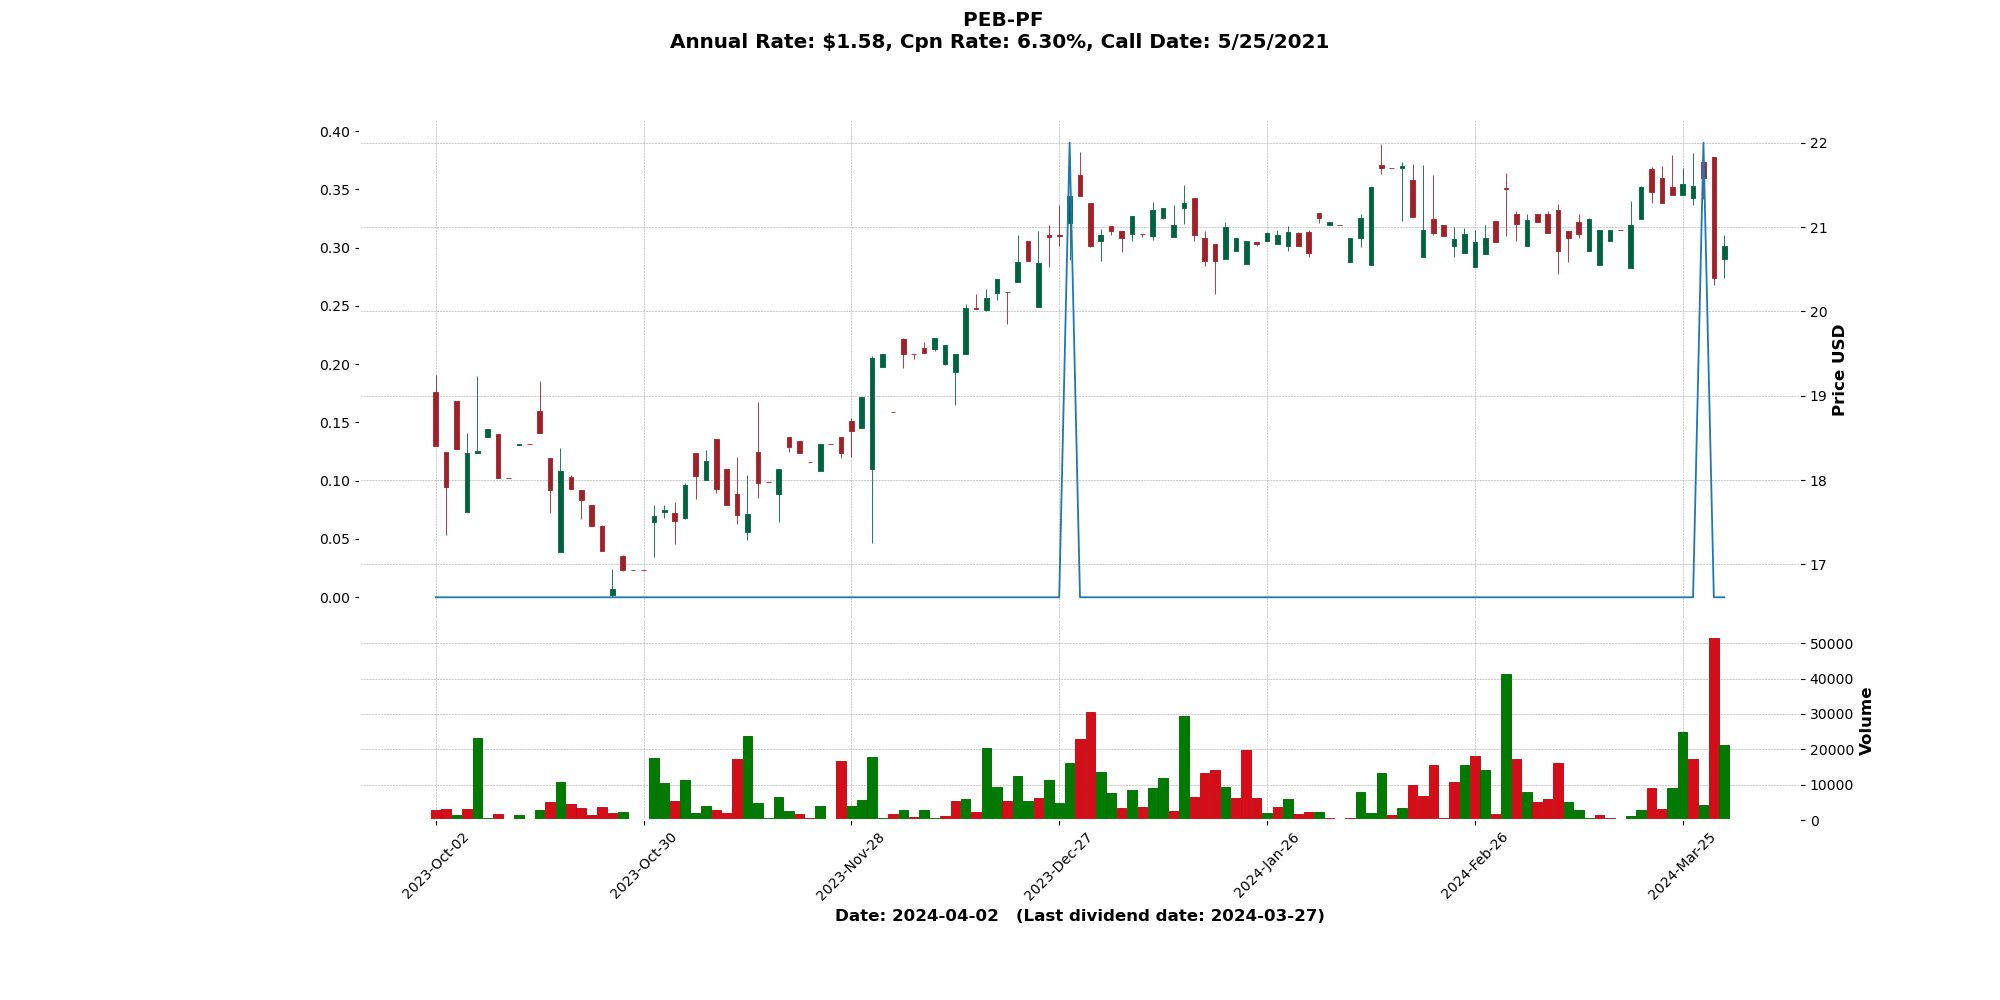 PEB-PF
Annual Rate: $1.58, Cpn Rate: 6.30%, Call Date: 5/25/2021
0.40
0.35
0.30
0.25
0.20
0.15
0.10
0.05
0.00
22
21
20
19
18
17
Price USD
50000
40000
30000
20000
10000
0
Volume
2023-Oct-02
2023-Oct-30
2023-Nov-28
2023-Dec-27
2024-Jan-26
2024-Feb-26
2024-Mar-25
Date: 2024-04-02 (Last dividend date: 2024-03-27)